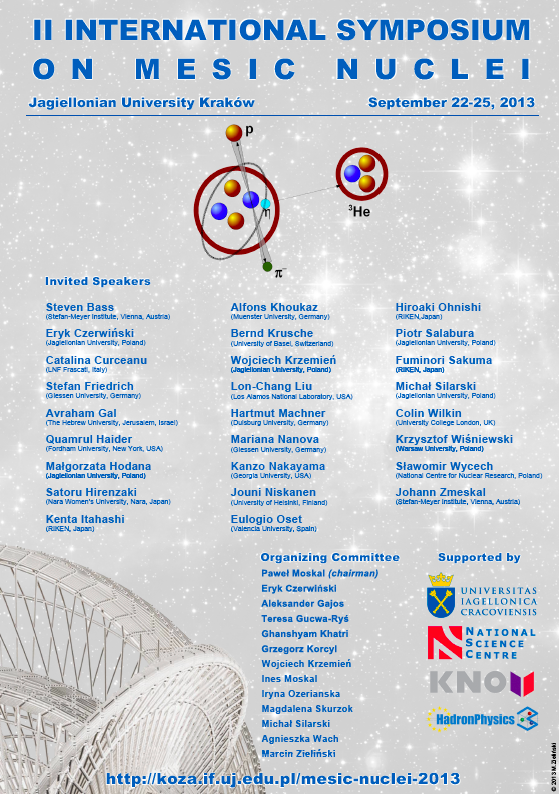 II INTERNATIONAL SYMPOSIUM
ON MESIC NUCLEI
Jagiellonian University Kraków
September 22-25, 2013
p
η
³He
π⁻
Invited Speakers
Steven Bass
(Stefan-Meyer Institute, Vienna, Austria)
Eryk Czerwiński
(Jagiellonian University, Poland)
Catalina Curceanu
(LNF Frascati, Italy)
Stefan Friedrich
(Giessen University, Germany)
Avraham Gal
(The Hebrew University, Jerusalem, Israel)
Quamrul Haider
(Fordham University, New York, USA)
Małgorzata Hodana
(Jagiellonian University, Poland)
Satoru Hirenzaki
(Nara Women's University, Nara, Japan)
Kenta Itahashi
(RIKEN, Japan)
Alfons Khoukaz
(Muenster University, Germany)
Bernd Krusche
(University of Basel, Switzerland)
Wojciech Krzemień
(Jagiellonian University, Poland)
Lon-Chang Liu
(Los Alamos National Laboratory, USA)
Hartmut Machner
(Duisburg University, Germany)
Mariana Nanova
(Giessen University, Germany)
Kanzo Nakayama
(Georgia University, USA)
Jouni Niskanen
(University of Helsinki, Finland)
Eulogio Oset
(Valencia University, Spain)
Hiroaki Ohnishi
(RIKEN, Japan)
Piotr Salabura
(Jagiellonian University, Poland)
Fuminori Sakuma
(RIKEN, Japan)
Michał Silarski
(Jagiellonian University, Poland)
Colin Wilkin
(University College London, UK)
Krzysztof Wiśniewski
(Warsaw University, Poland)
Sławomir Wycech
(National Centre for Nuclear Research, Poland)
Johann Zmeskal
(Stefan-Meyer Institute, Vienna, Austria)
Organizing Committee
Paweł Moskal (chairman)
Eryk Czerwiński
Aleksander Gajos
Teresa Gucwa-Ryś
Ghanshyam Khatri
Grzegorz Korcyl
Wojciech Krzemień
Ines Moskal
Iryna Ozerianska
Magdalena Skurzok
Michał Silarski
Agnieszka Wach
Marcin Zieliński
Supported by
UNIVERSITAS
IAGELLONICA
CRACOVIENSIS
NATIONAL
SCIENCE
CENTRE
KNOW
HadronPhysics
http://koza.if.uj.edu.pl/mesic-nuclei-2013
© 2013 M.Zieliński